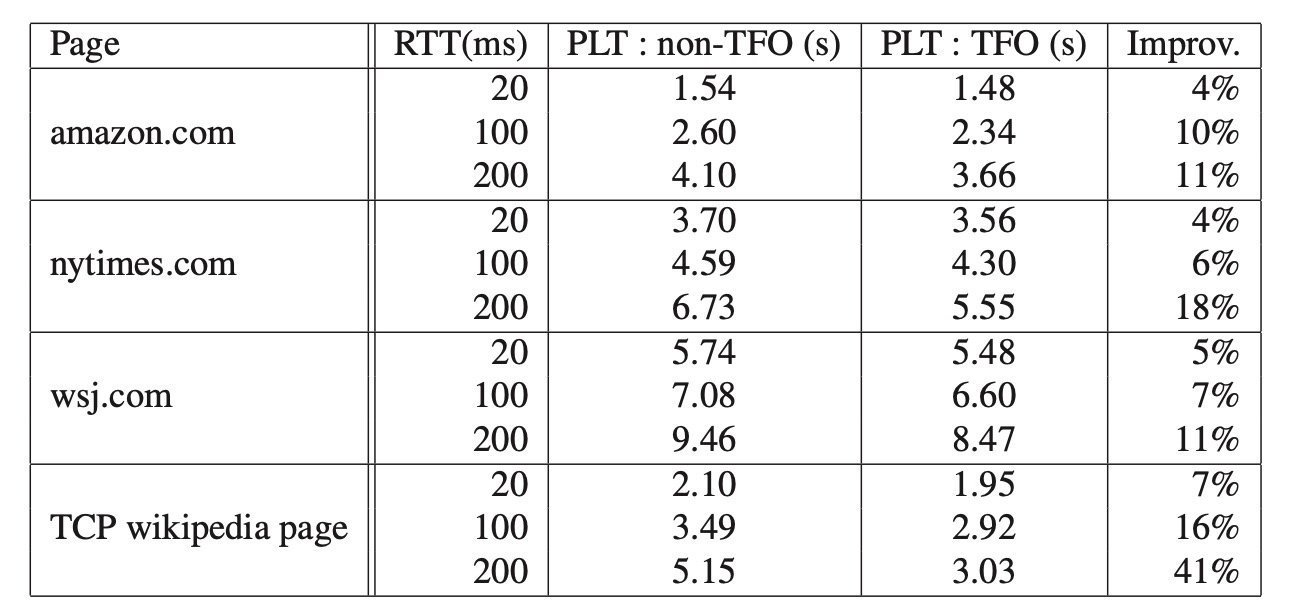 Page RTT(ms) PLT : non-TFO (s) PLT : TFO (s) Improv.
20 1.54 1.48 4%
amazon.com 100 2.60 2.34 10%
200 4.10 3.66 11%
20 3.70 3.56 4%
nytimes.com 100 4.59 4.30 6%
200 6.73 5.55 18%
20 5.74 5.48 5%
wsj.com 100 7.08 6.60 7%
200 9.46 8.47 11%
20 2.10 1.95 7%
TCP wikipedia page 100 3.49 2.92 16%
200 5.15 3.03 41%